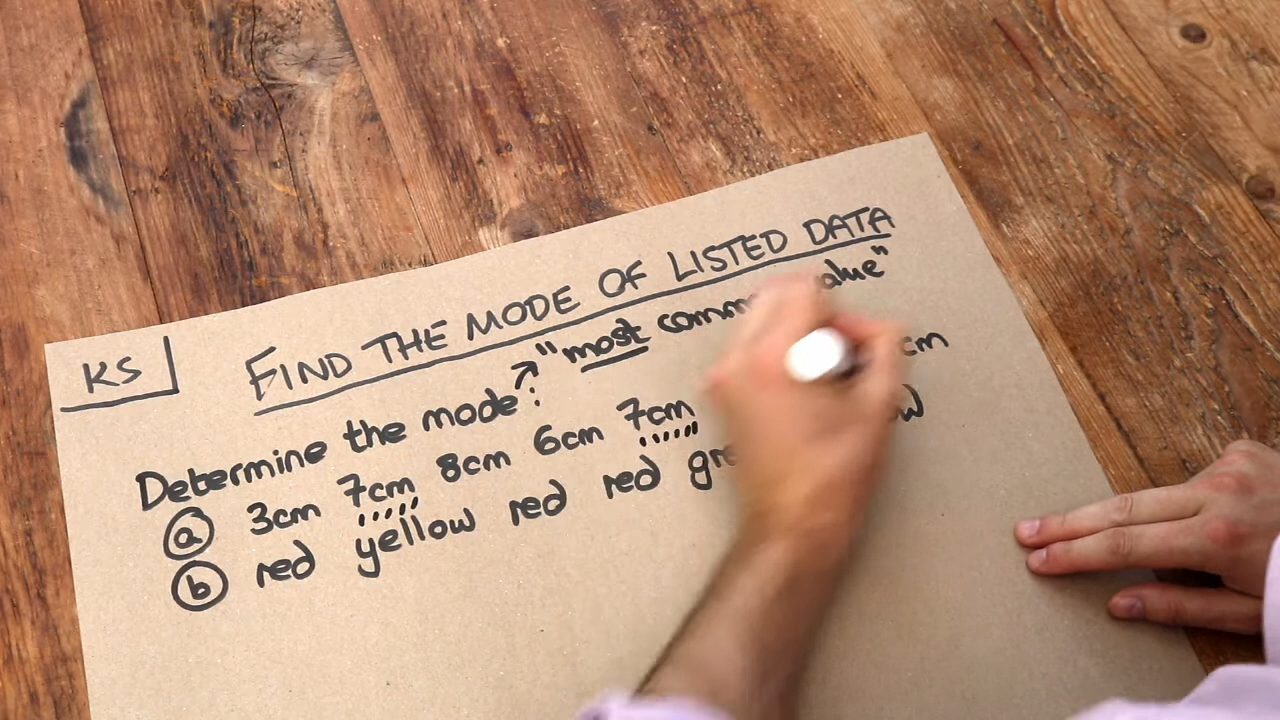 KS
FIND THE MODE OF LISTED DATA
"most
Determine the mode?
a 3cm 7cm 8cm 6cm 7cm cm
b red yellow red red